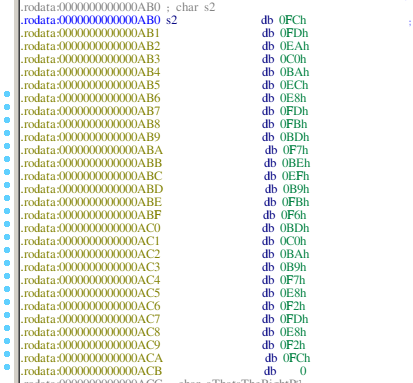 .rodata:0000000000000AB0 ; char s2
.rodata:0000000000000AB0 s2 db 0FCh ;
.rodata:0000000000000AB1 db 0FDh
.rodata:0000000000000AB2 db 0EAh
.rodata:0000000000000AB3 db 0C0h
.rodata:0000000000000AB4 db 0BAh
.rodata:0000000000000AB5 db 0ECh
.rodata:0000000000000AB6 db 0E8h
.rodata:0000000000000AB7 db 0FDh
.rodata:0000000000000AB8 db 0FBh
.rodata:0000000000000AB9 db 0BDh
.rodata:0000000000000ABA db 0F7h
.rodata:0000000000000ABB db 0BEh
.rodata:0000000000000ABC db 0EFh
.rodata:0000000000000ABD db 0B9h
.rodata:0000000000000ABE db 0FBh
.rodata:0000000000000ABF db 0F6h
.rodata:0000000000000AC0 db 0BDh
.rodata:0000000000000AC1 db 0C0h
.rodata:0000000000000AC2 db 0BAh
.rodata:0000000000000AC3 db 0B9h
.rodata:0000000000000AC4 db 0F7h
.rodata:0000000000000AC5 db 0E8h
.rodata:0000000000000AC6 db 0F2h
.rodata:0000000000000AC7 db 0FDh
.rodata:0000000000000AC8 db 0E8h
.rodata:0000000000000AC9 db 0F2h
.rodata:0000000000000ACA db 0FCh
.rodata:0000000000000ACB db 0